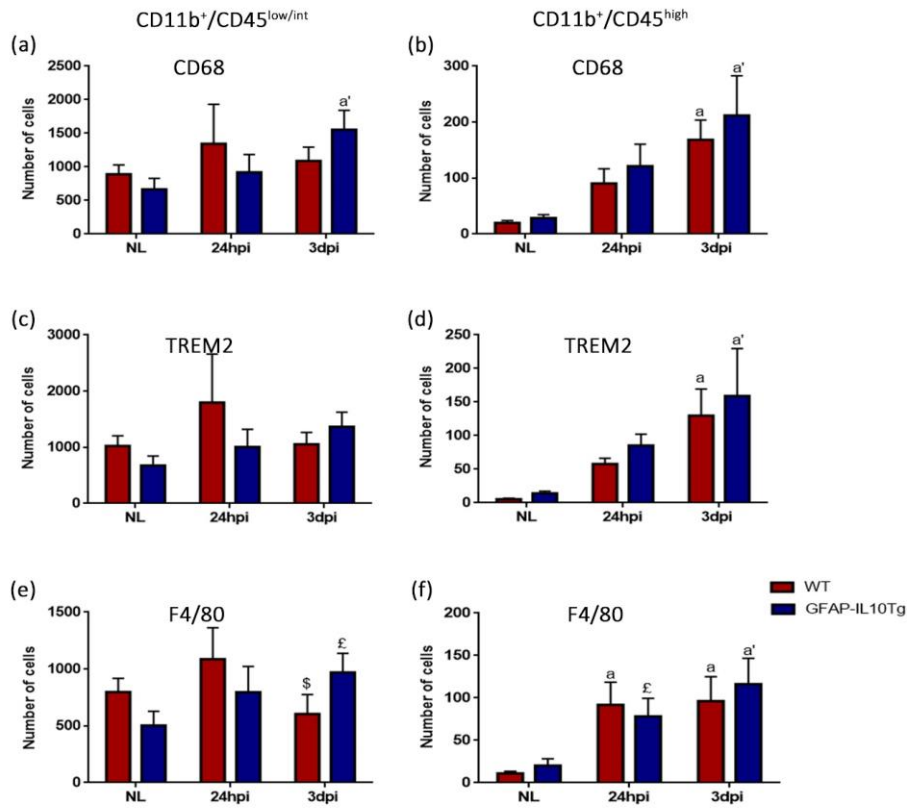 CD11b⁺/CD45ˡᵒʷ/ⁱⁿᵗ
CD11b⁺/CD45ʰⁱᵍʰ
(a)
CD68
Number of cells
2500
2000
1500
1000
500
0
a'
NL 24hpi 3dpi
(b)
CD68
Number of cells
300
200
100
0
a a'
NL 24hpi 3dpi
(c)
TREM2
Number of cells
3000
2000
1000
0
NL 24hpi 3dpi
(d)
TREM2
Number of cells
250
200
150
100
50
0
a a'
NL 24hpi 3dpi
(e)
F4/80
Number of cells
1500
1000
500
0
$ £
NL 24hpi 3dpi
(f)
F4/80
Number of cells
200
150
100
50
0
a £ a a'
NL 24hpi 3dpi
WT
GFAP-IL10Tg